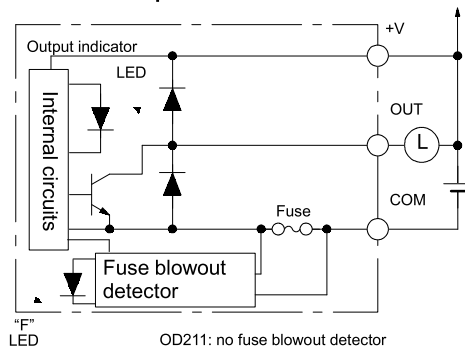 +V
Output indicator
LED
Internal circuits
OUT
L
COM
Fuse
Fuse blowout
detector
“F”
LED
OD211: no fuse blowout detector